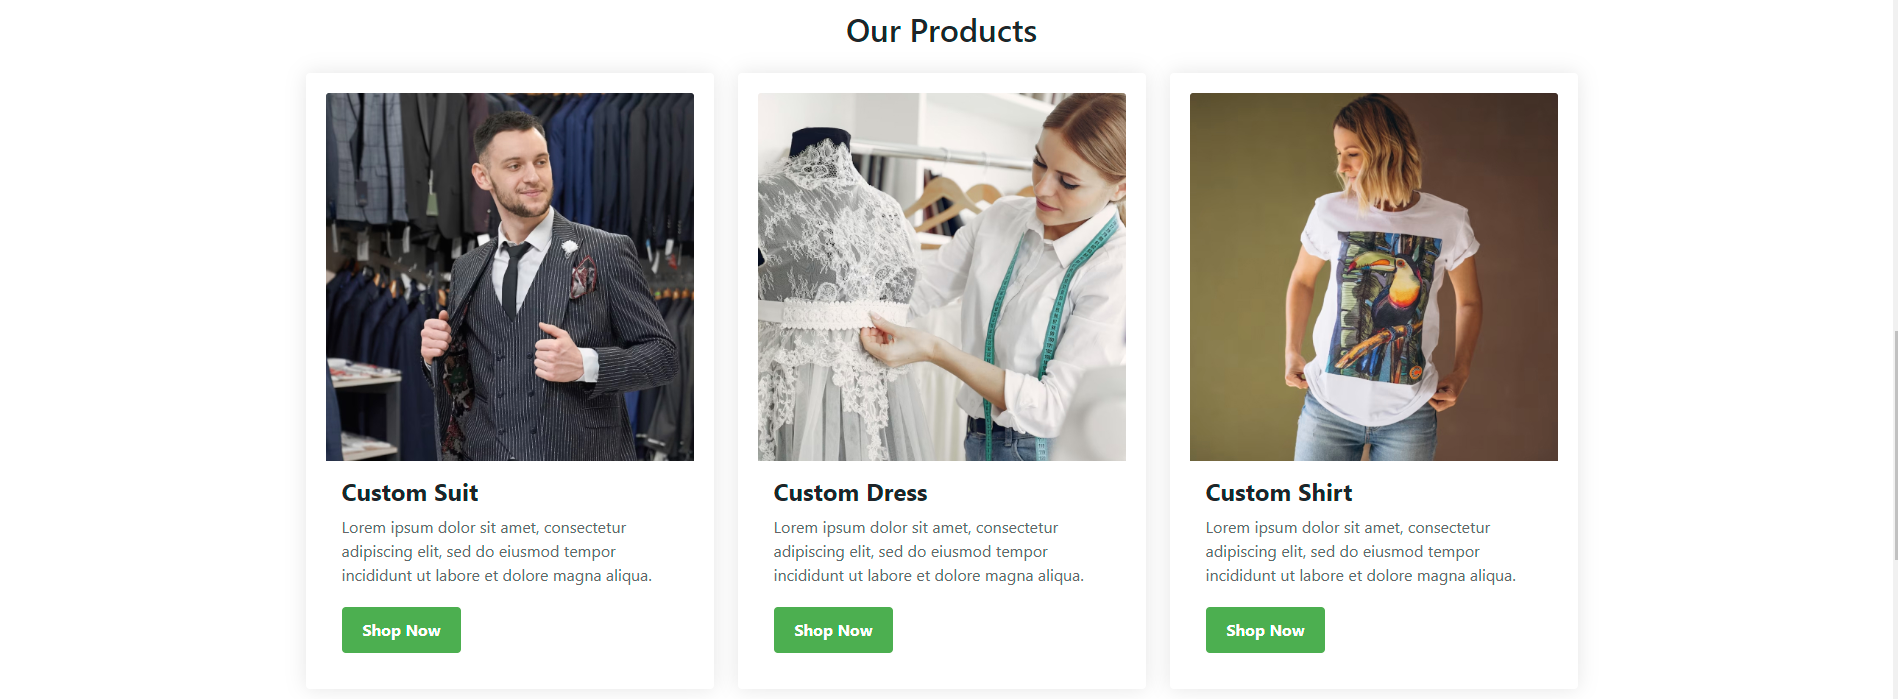 Our Products
Custom Suit
Lorem ipsum dolor sit amet, consectetur
adipiscing elit, sed do eiusmod tempor
incididunt ut labore et dolore magna aliqua.
Shop Now
Custom Dress
Lorem ipsum dolor sit amet, consectetur
adipiscing elit, sed do eiusmod tempor
incididunt ut labore et dolore magna aliqua.
Shop Now
Custom Shirt
Lorem ipsum dolor sit amet, consectetur
adipiscing elit, sed do eiusmod tempor
incididunt ut labore et dolore magna aliqua.
Shop Now